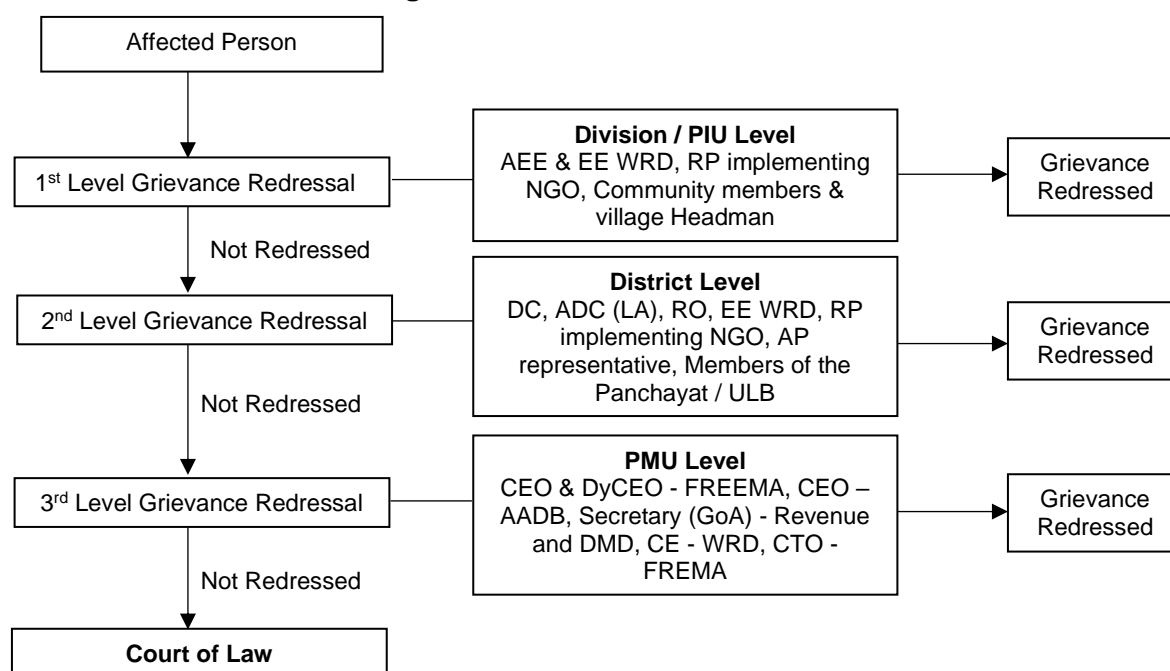 Affected Person
Division / PIU Level
AEE & EE WRD, RP implementing
NGO, Community members &
village Headman
1st Level Grievance Redressal
Grievance
Redressed
Not Redressed
District Level
DC, ADC (LA), RO, EE WRD, RP
implementing NGO, AP
representative, Members of the
Panchayat / ULB
2nd Level Grievance Redressal
Grievance
Redressed
Not Redressed
PMU Level
CEO & DyCEO - FREEMA, CEO –
AADB, Secretary (GoA) - Revenue
and DMD, CE - WRD, CTO -
FREMA
3rd Level Grievance Redressal
Grievance
Redressed
Not Redressed
Court of Law